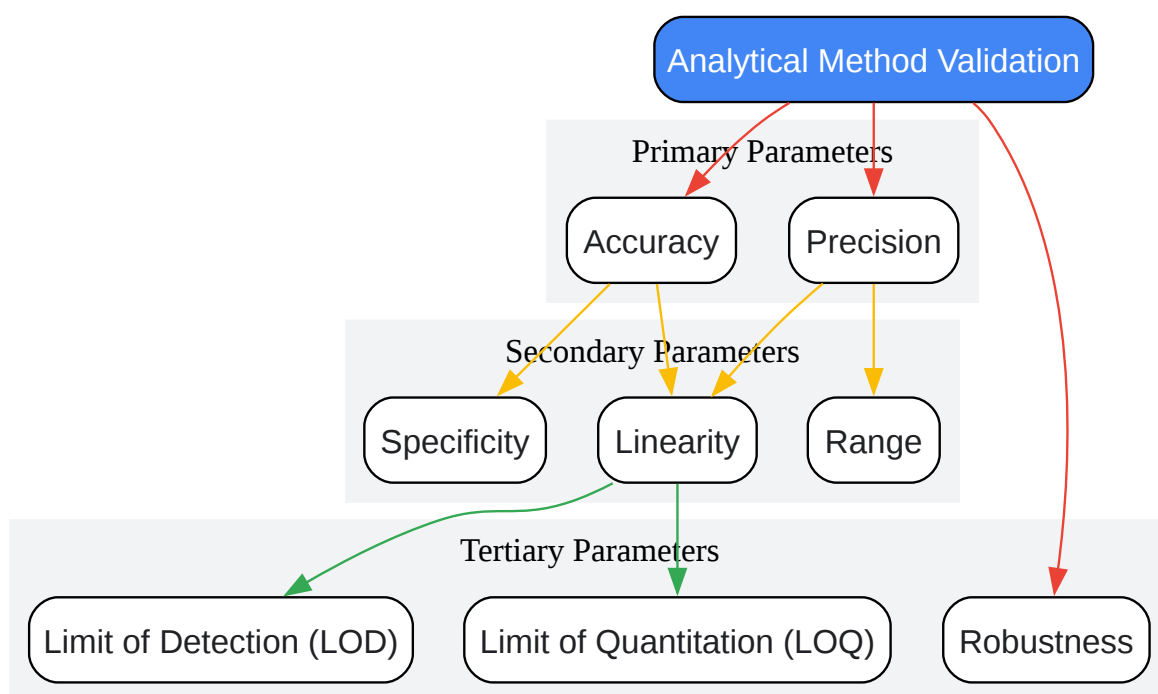 Analytical Method Validation
Primary Parameters
Accuracy
Precision
Secondary Parameters
Specificity
Linearity
Range
Tertiary Parameters
Limit of Detection (LOD)
Limit of Quantitation (LOQ)
Robustness